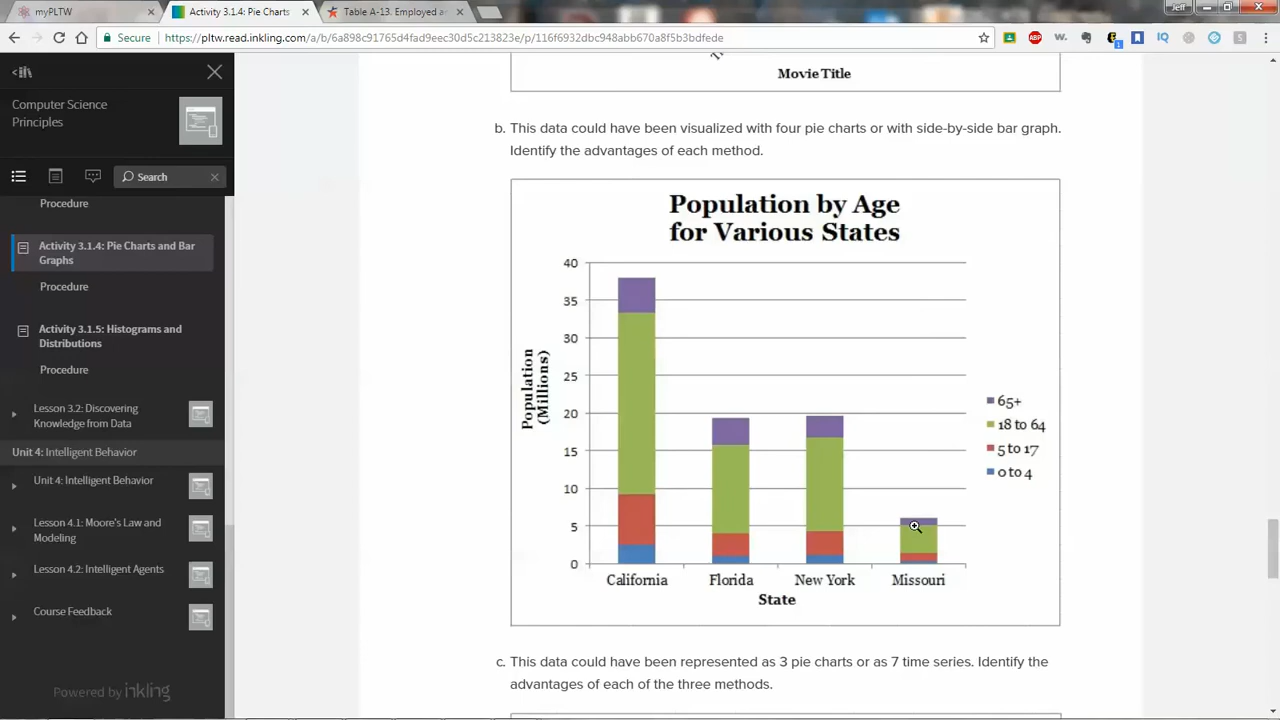 myPLTW
Activity 3.1.4: Pie Charts
Table A-13: Employed a
Jeff
Secure
https://pltw.read.inkling.com/a/b/6a898c91765d4fad9eec30d5c213823e/p/116f6932dbc948abb670a8f5b3bdfede
Computer Science
Principles
Search
Procedure
Activity 3.1.4: Pie Charts and Bar
Graphs
Procedure
Activity 3.1.5: Histograms and
Distributions
Procedure
Lesson 3.2: Discovering
Knowledge from Data
Unit 4: Intelligent Behavior
Unit 4: Intelligent Behavior
Lesson 4.1: Moore's Law and
Modeling
Lesson 4.2: Intelligent Agents
Course Feedback
Powered by inkling
Movie Title
b. This data could have been visualized with four pie charts or with side-by-side bar graph.
Identify the advantages of each method.
Population by Age
for Various States
Population
(Millions)
40
35
30
25
20
15
10
5
0
California Florida New York Missouri
State
65+
18 to 64
5 to 17
0 to 4
c. This data could have been represented as 3 pie charts or as 7 time series. Identify the
advantages of each of the three methods.